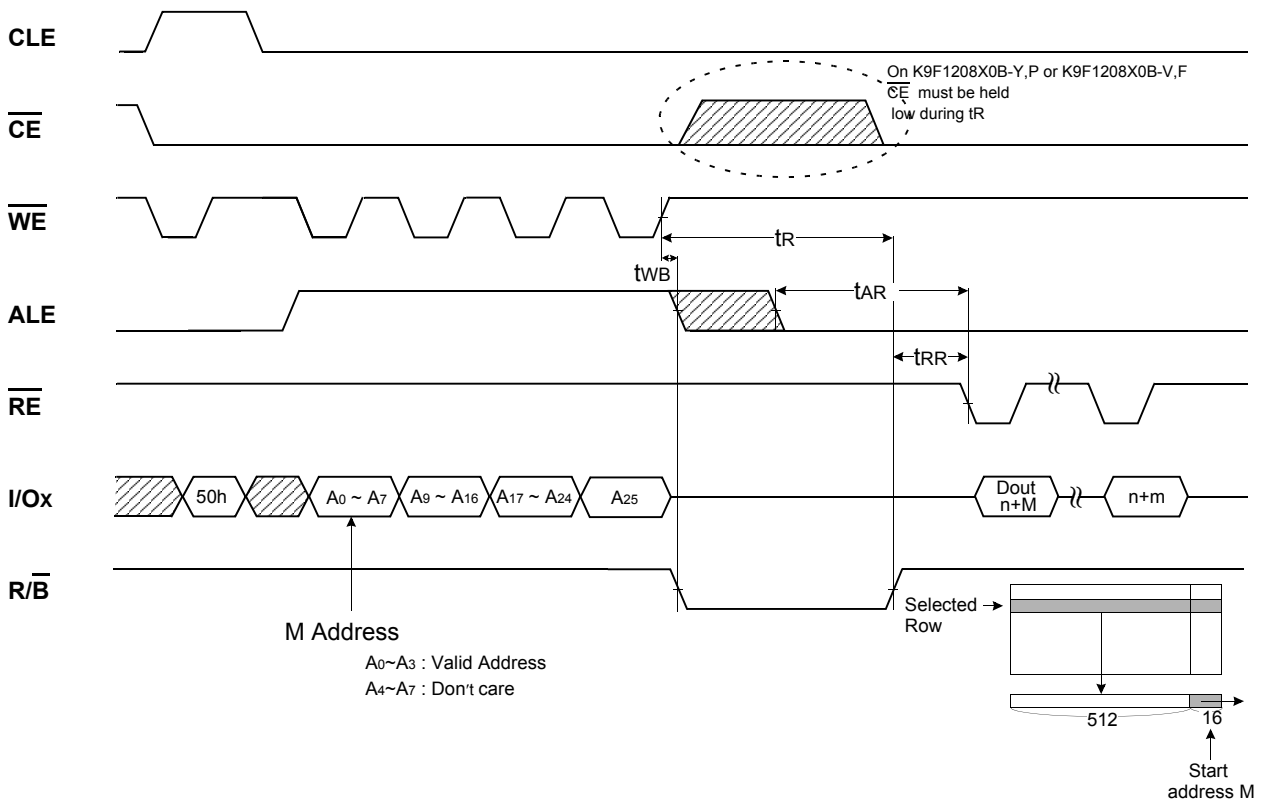 CLE
On K9F1208X0B-Y,P or K9F1208X0B-V,F
CE must be held
low during tR
CE
WE
tR
tWB
tAR
ALE
tRR
RE
I/Ox
50h
A0 ~ A7
A9 ~ A16
A17 ~ A24
A25
Dout
n+M
n+m
R/B
M Address
A0~A3 : Valid Address
A4~A7 : Don't care
Selected
Row
512
16
Start
address M